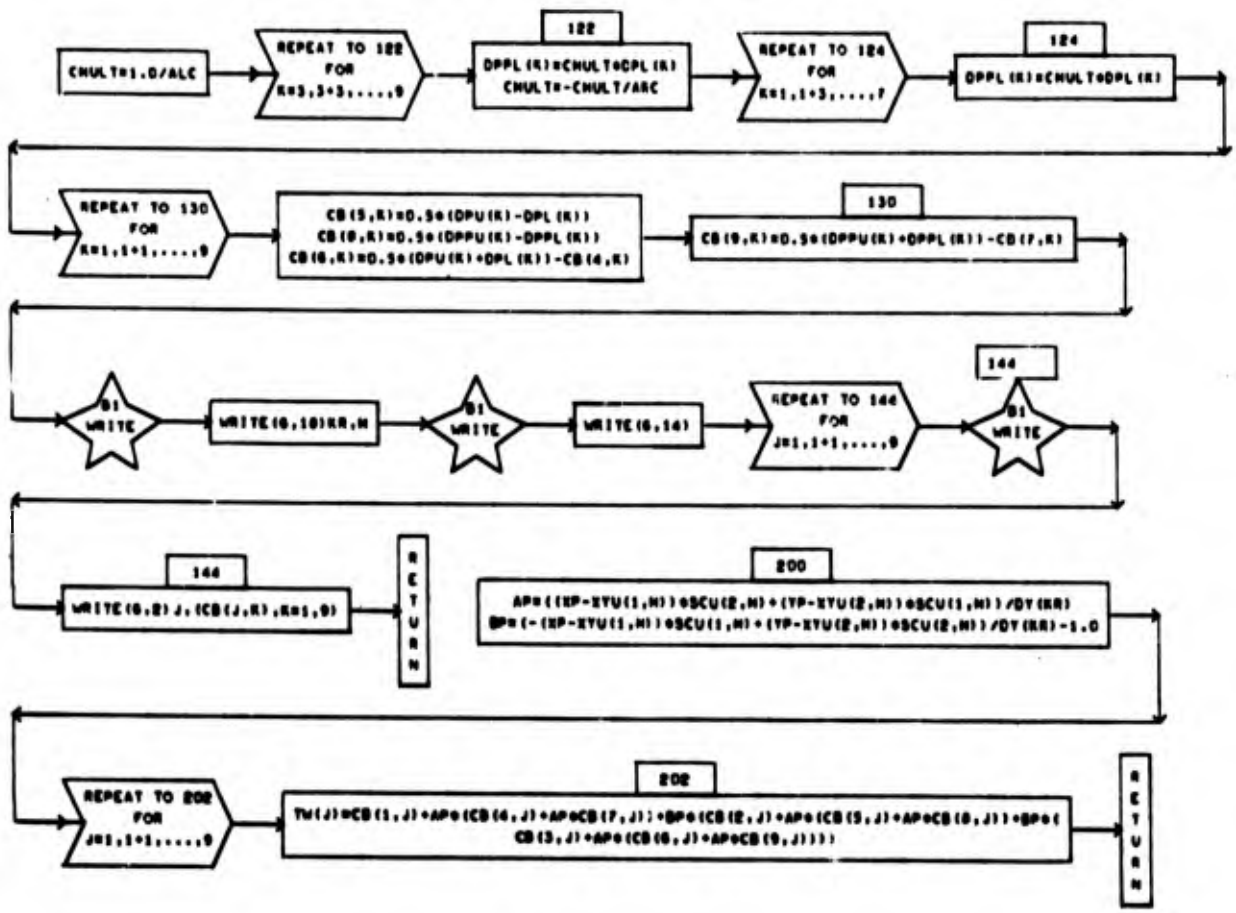 122
124
CMULT=1.0/ALC
REPEAT TO 122
FOR
K=3,3+3,...,9
DPPL(K)=CMULT*DPL(K)
CMULT=-CMULT/ARC
REPEAT TO 124
FOR
K=1,1+3,...,7
DPPL(K)=CMULT*DPL(K)
REPEAT TO 130
FOR
K=1,1+1,...,9
CB(5,K)=0.5*(DPU(K)-DPL(K))
CB(8,K)=0.5*(DPPU(K)-DPPL(K))
CB(6,K)=0.5*(DPU(K)+DPL(K))-CB(4,K)
130
CB(9,K)=0.5*(DPPU(K)+DPPL(K))-CB(7,K)
B1
WRITE
WRITE(6,10)KR,M
B1
WRITE
WRITE(6,14)
REPEAT TO 144
FOR
J=1,1+1,...,9
144
B1
WRITE
144
WRITE(6,2)J,(CB(J,K),K=1,9)
RETURN
200
AP=((XP-XYU(1,M))*SCU(2,M)+(YP-XYU(2,M))*SCU(1,M))/DY(KR)
BP=(-(XP-XYU(1,M))*SCU(1,M)+(YP-XYU(2,M))*SCU(2,M))/DY(KR)-1.0
REPEAT TO 202
FOR
J=1,1+1,...,9
202
TW(J)=CB(1,J)+AP*(CB(4,J)+AP*CB(7,J))+BP*(CB(2,J)+AP*(CB(5,J)+AP*CB(8,J))+BP*(
CB(3,J)+AP*(CB(6,J)+AP*CB(9,J))))
RETURN